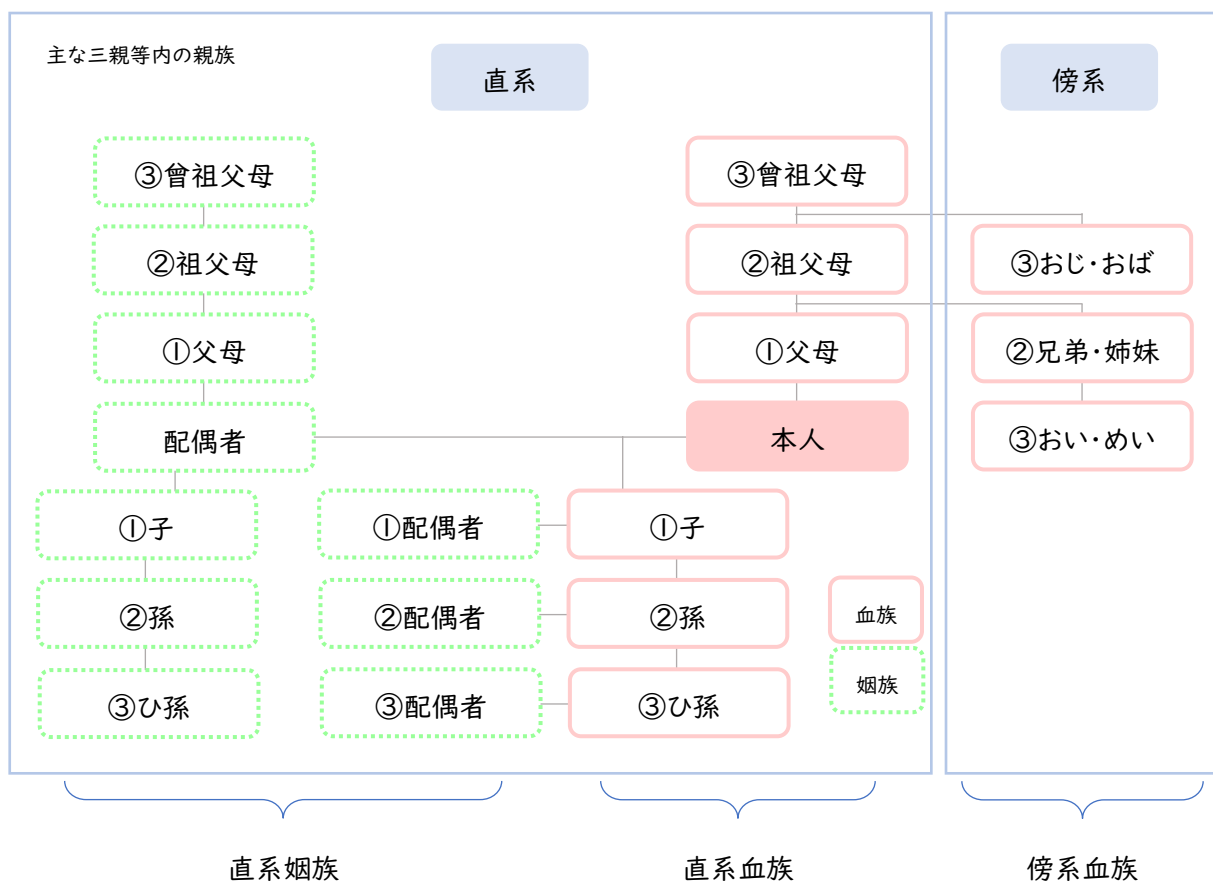 主な三親等内の親族
直系
傍系
③曾祖父母
③曾祖父母
②祖父母
②祖父母
③おじ・おば
①父母
①父母
②兄弟・姉妹
配偶者
本人
③おい・めい
①子
①配偶者
①子
②孫
②配偶者
②孫
血族
姻族
③ひ孫
③配偶者
③ひ孫
直系姻族
直系血族
傍系血族